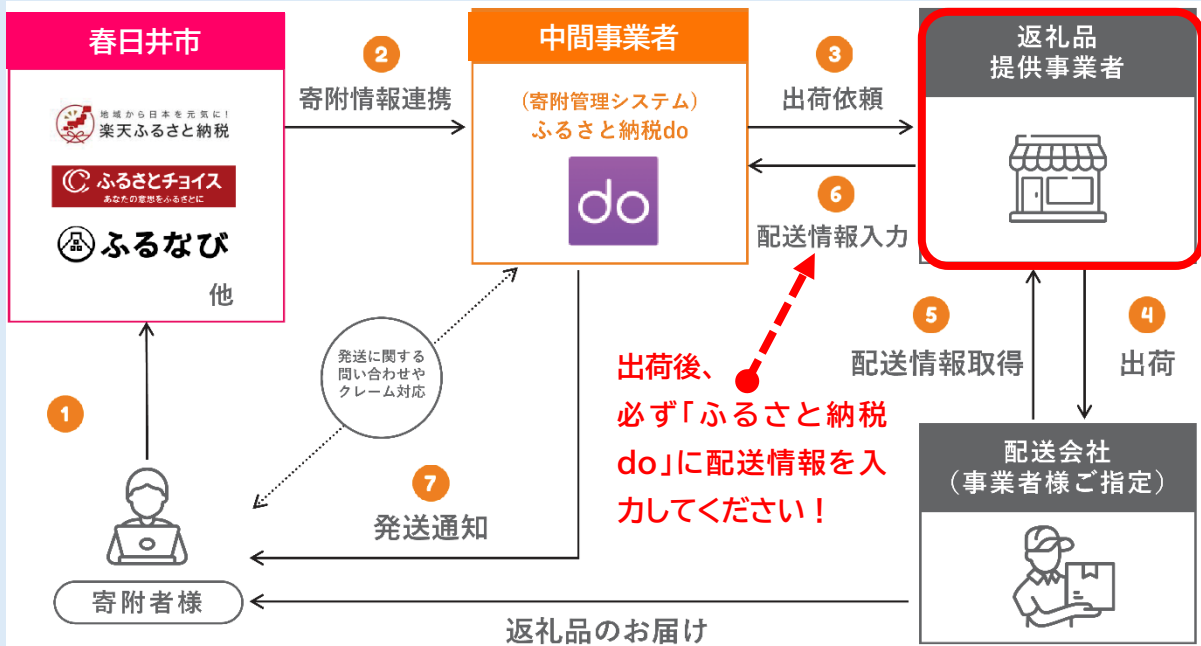 春日井市
地域から日本を元気に!
楽天ふるさと納税
ふるさとチョイス
あなたの意思をふるさとに
ふるなび
他
2
寄附情報連携
中間事業者
(寄附管理システム)
ふるさと納税do
do
3
出荷依頼
6
配送情報入力
返礼品
提供事業者
発送に関する
問い合わせや
クレーム対応
出荷後、
必ず「ふるさと納税
do」に配送情報を入
力してください!
5
配送情報取得
4
出荷
1
7
発送通知
配送会社
(事業者様ご指定)
寄附者様
返礼品のお届け